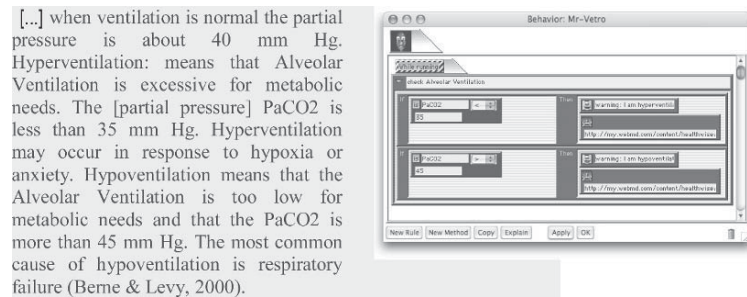 [...] when ventilation is normal the partial
pressure is about 40 mm Hg.
Hyperventilation: means that Alveolar
Ventilation is excessive for metabolic
needs. The [partial pressure] PaCO2 is
less than 35 mm Hg. Hyperventilation
may occur in response to hypoxia or
anxiety. Hypoventilation means that the
Alveolar Ventilation is too low for
metabolic needs and that the PaCO2 is
more than 45 mm Hg. The most common
cause of hypoventilation is respiratory
failure (Berne & Levy, 2000).
Behavior: Mr-Vetro
While running
check Alveolar Ventilation
If PaCO2 < Then warning: I am hyperventil
35
http://my.webmd.com/content/healthwise/
If PaCO2 > Then warning: I am hypoventilat
45
http://my.webmd.com/content/healthwise/
New Rule New Method Copy Explain Apply OK